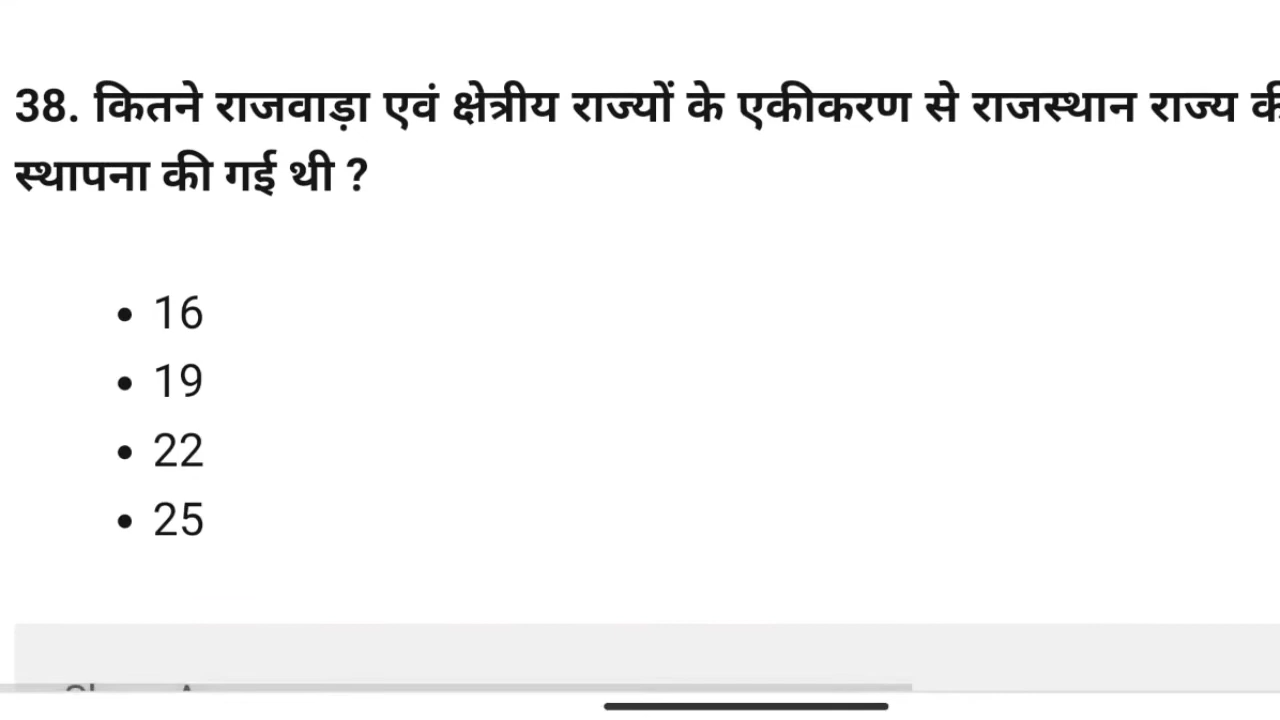 38. कितने राजवाड़ा एवं क्षेत्रीय राज्यों के एकीकरण से राजस्थान राज्य की
स्थापना की गई थी ?
16
19
22
25